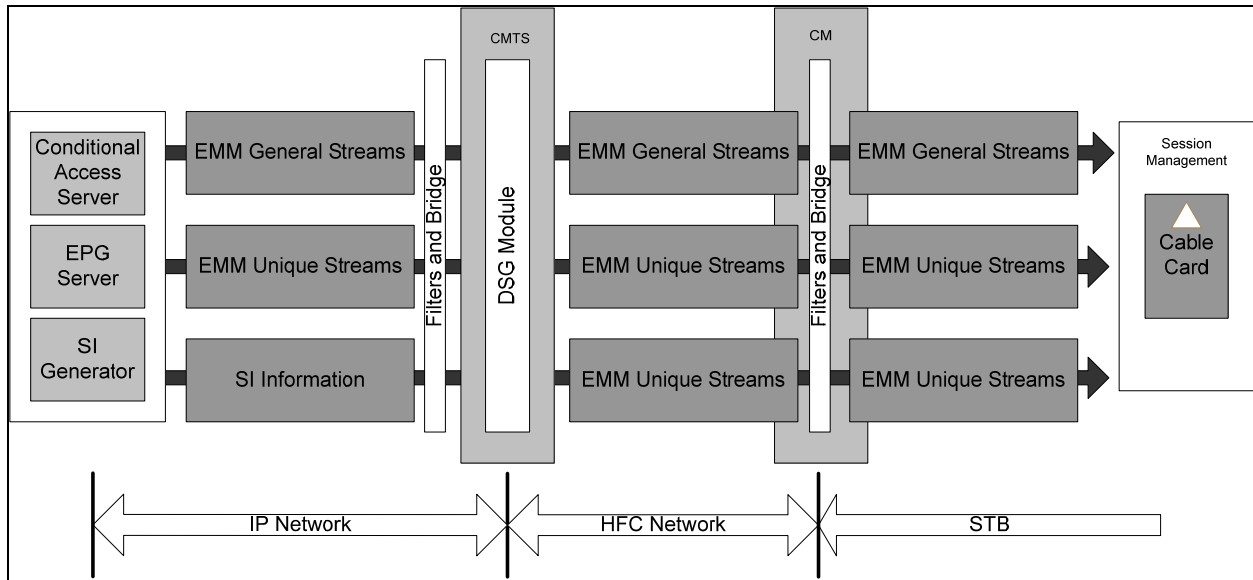 CMTS
CM
Conditional
Access
Server
EPG
Server
SI
Generator
EMM General Streams
EMM Unique Streams
SI Information
Filters and Bridge
DSG Module
EMM General Streams
EMM Unique Streams
EMM Unique Streams
Filters and Bridge
EMM General Streams
EMM Unique Streams
EMM Unique Streams
Session
Management
Cable
Card
IP Network
HFC Network
STB